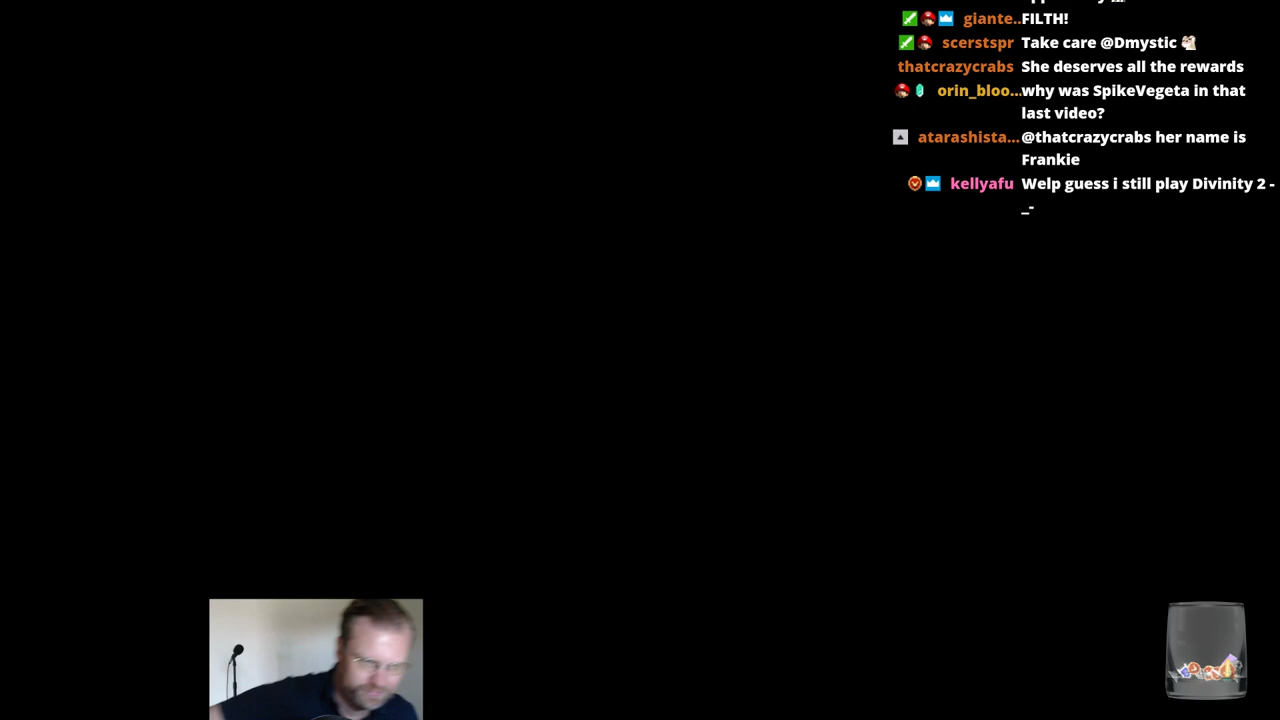 giante..FILTH!
scerstspr Take care @Dmystic
thatcrazycrabs She deserves all the rewards
orin_bloo...why was SpikeVegeta in that
last video?
atarashista...@thatcrazycrabs her name is
Frankie
kellyafu Welp guess i still play Divinity 2 -
_-